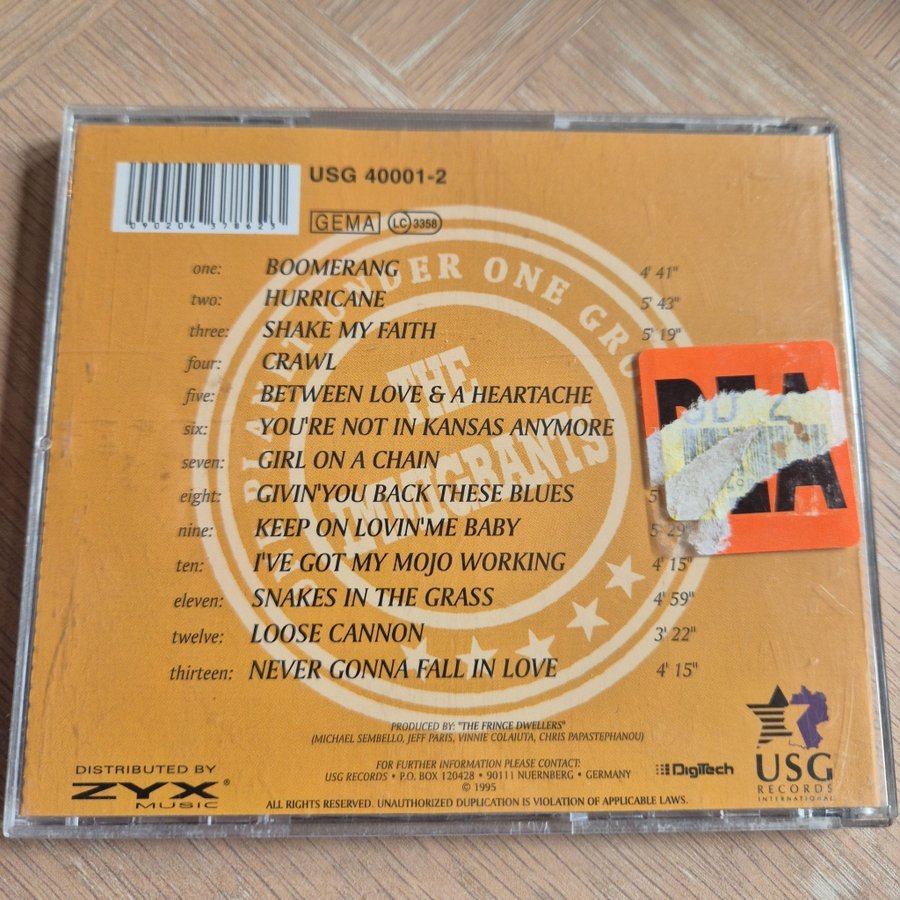 USG 40001-2
0 90204 37862 3
GEMA LC 3358
PLANET UNDER ONE GRO
THE
IMMIGRANTS
one: BOOMERANG 4' 41"
two: HURRICANE 5' 43"
three: SHAKE MY FAITH 5' 19"
four: CRAWL
five: BETWEEN LOVE & A HEARTACHE
six: YOU'RE NOT IN KANSAS ANYMORE
seven: GIRL ON A CHAIN
eight: GIVIN'YOU BACK THESE BLUES
nine: KEEP ON LOVIN'ME BABY 5' 29"
ten: I'VE GOT MY MOJO WORKING 4' 15"
eleven: SNAKES IN THE GRASS 4' 59"
twelve: LOOSE CANNON 3' 22"
thirteen: NEVER GONNA FALL IN LOVE 4' 15"
PRODUCED BY: "THE FRINGE DWELLERS"
(MICHAEL SEMBELLO, JEFF PARIS, VINNIE COLAIUTA, CHRIS PAPASTEPHANOU)
FOR FURTHER INFORMATION PLEASE CONTACT:
USG RECORDS • P.O. BOX 120428 • 90111 NUERNBERG • GERMANY
© 1995
ALL RIGHTS RESERVED. UNAUTHORIZED DUPLICATION IS VIOLATION OF APPLICABLE LAWS.
DISTRIBUTED BY
ZYX®
MUSIC
DigiTech
USG
RECORDS
INTERNATIONAL